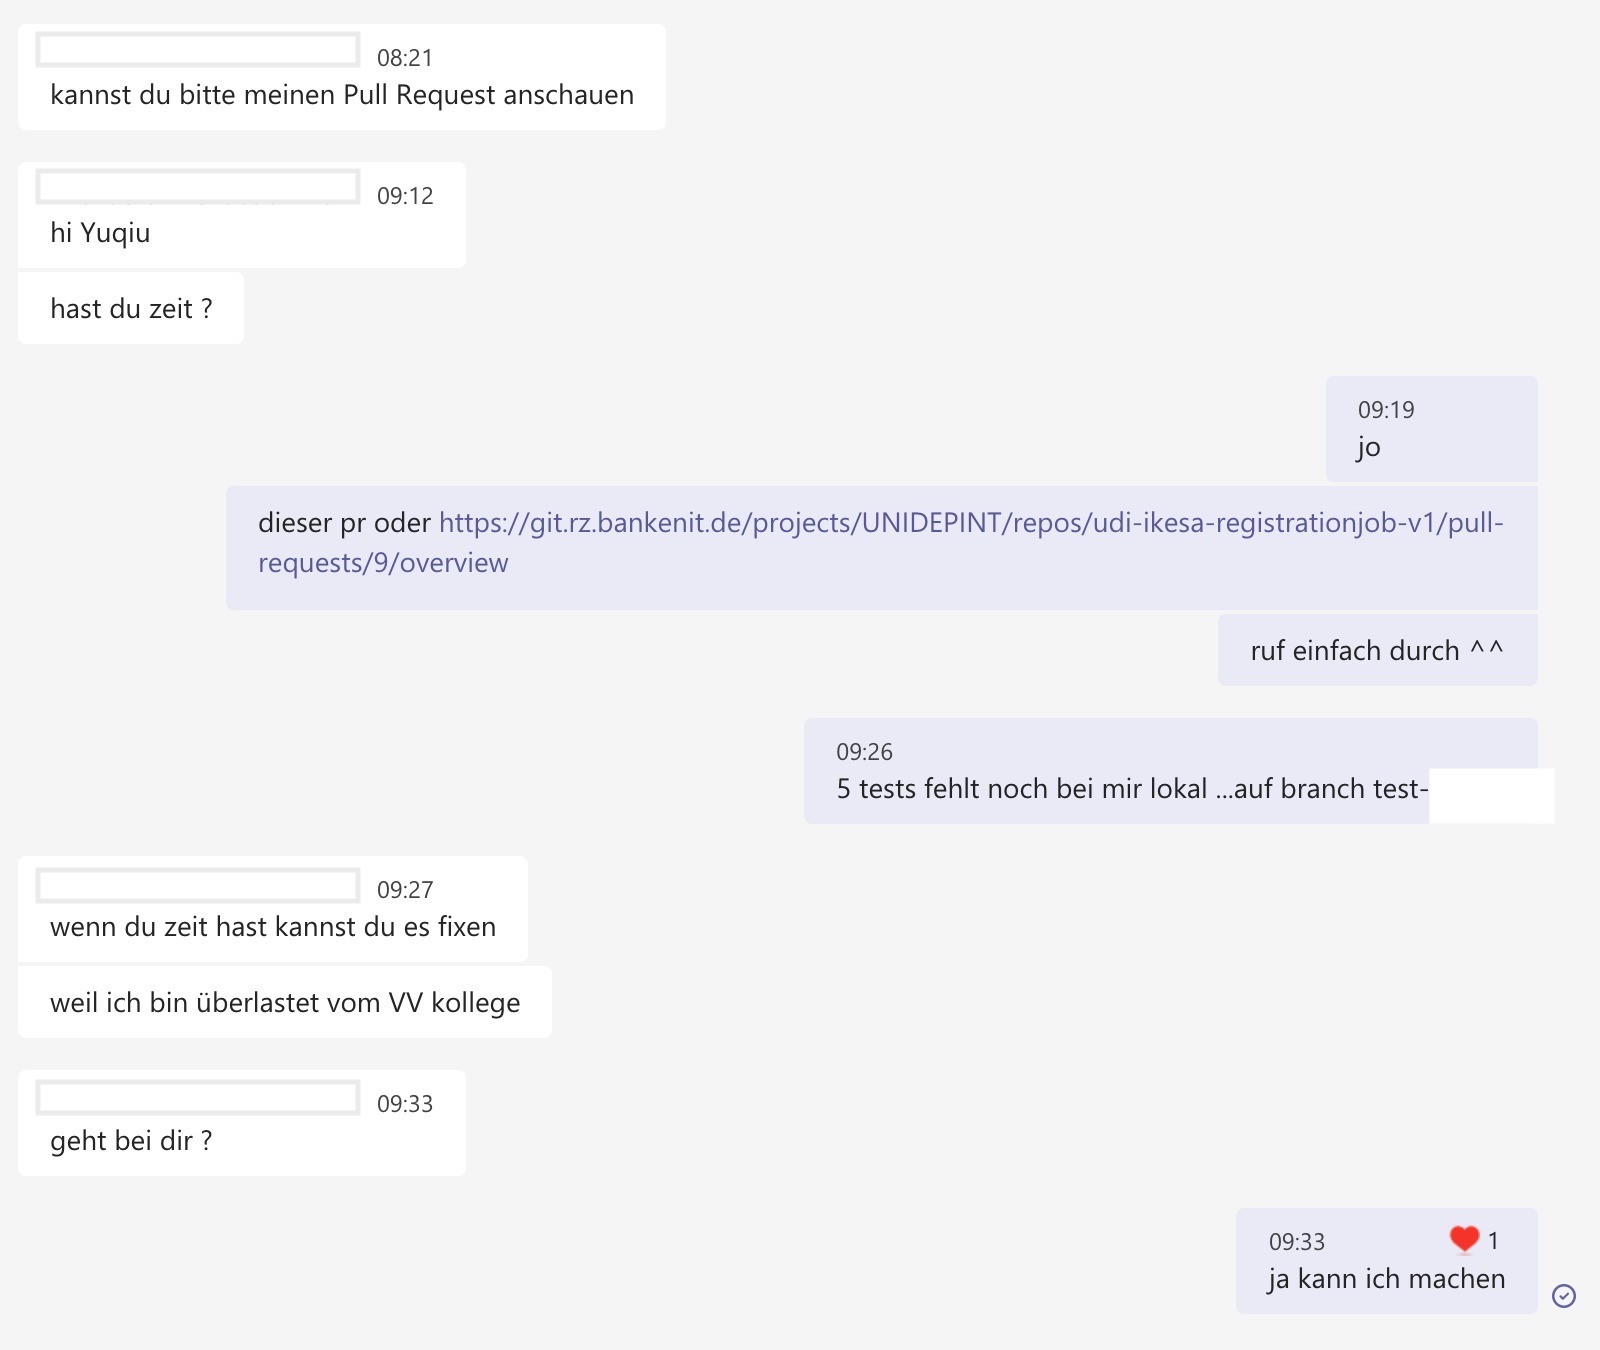 08:21
kannst du bitte meinen Pull Request anschauen
09:12
hi Yuqiu
hast du zeit ?
09:19
jo
dieser pr oder https://git.rz.bankenit.de/projects/UNIDEPINT/repos/udi-ikesa-registrationjob-v1/pull-
requests/9/overview
ruf einfach durch ^^
09:26
5 tests fehlt noch bei mir lokal ...auf branch test-
09:27
wenn du zeit hast kannst du es fixen
weil ich bin überlastet vom VV kollege
09:33
geht bei dir ?
09:33 1
ja kann ich machen